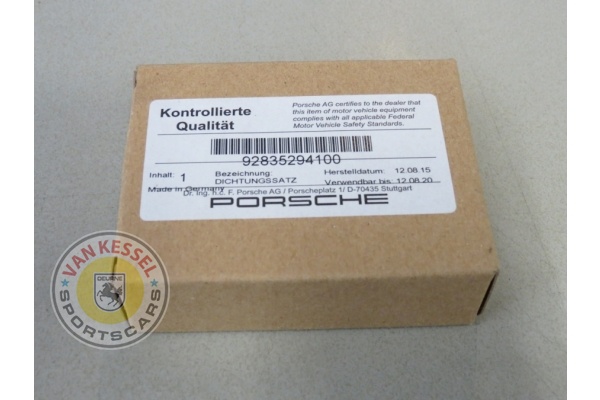 Kontrollierte
Qualität
Porsche AG certifies to the dealer that
this item of motor vehicle equipment
complies with all applicable Federal
Motor Vehicle Safety Standards.
92835294100
Inhalt: 1
Bezeichnung:
DICHTUNGSSATZ
Herstelldatum: 12.08.15
Verwendbar bis: 12.08.20
Made in Germany
Dr. Ing. h.c. F. Porsche AG / Porscheplatz 1/ D-70435 Stuttgart
PORSCHE
VAN KESSEL
DEURNE
SPORTSCARS